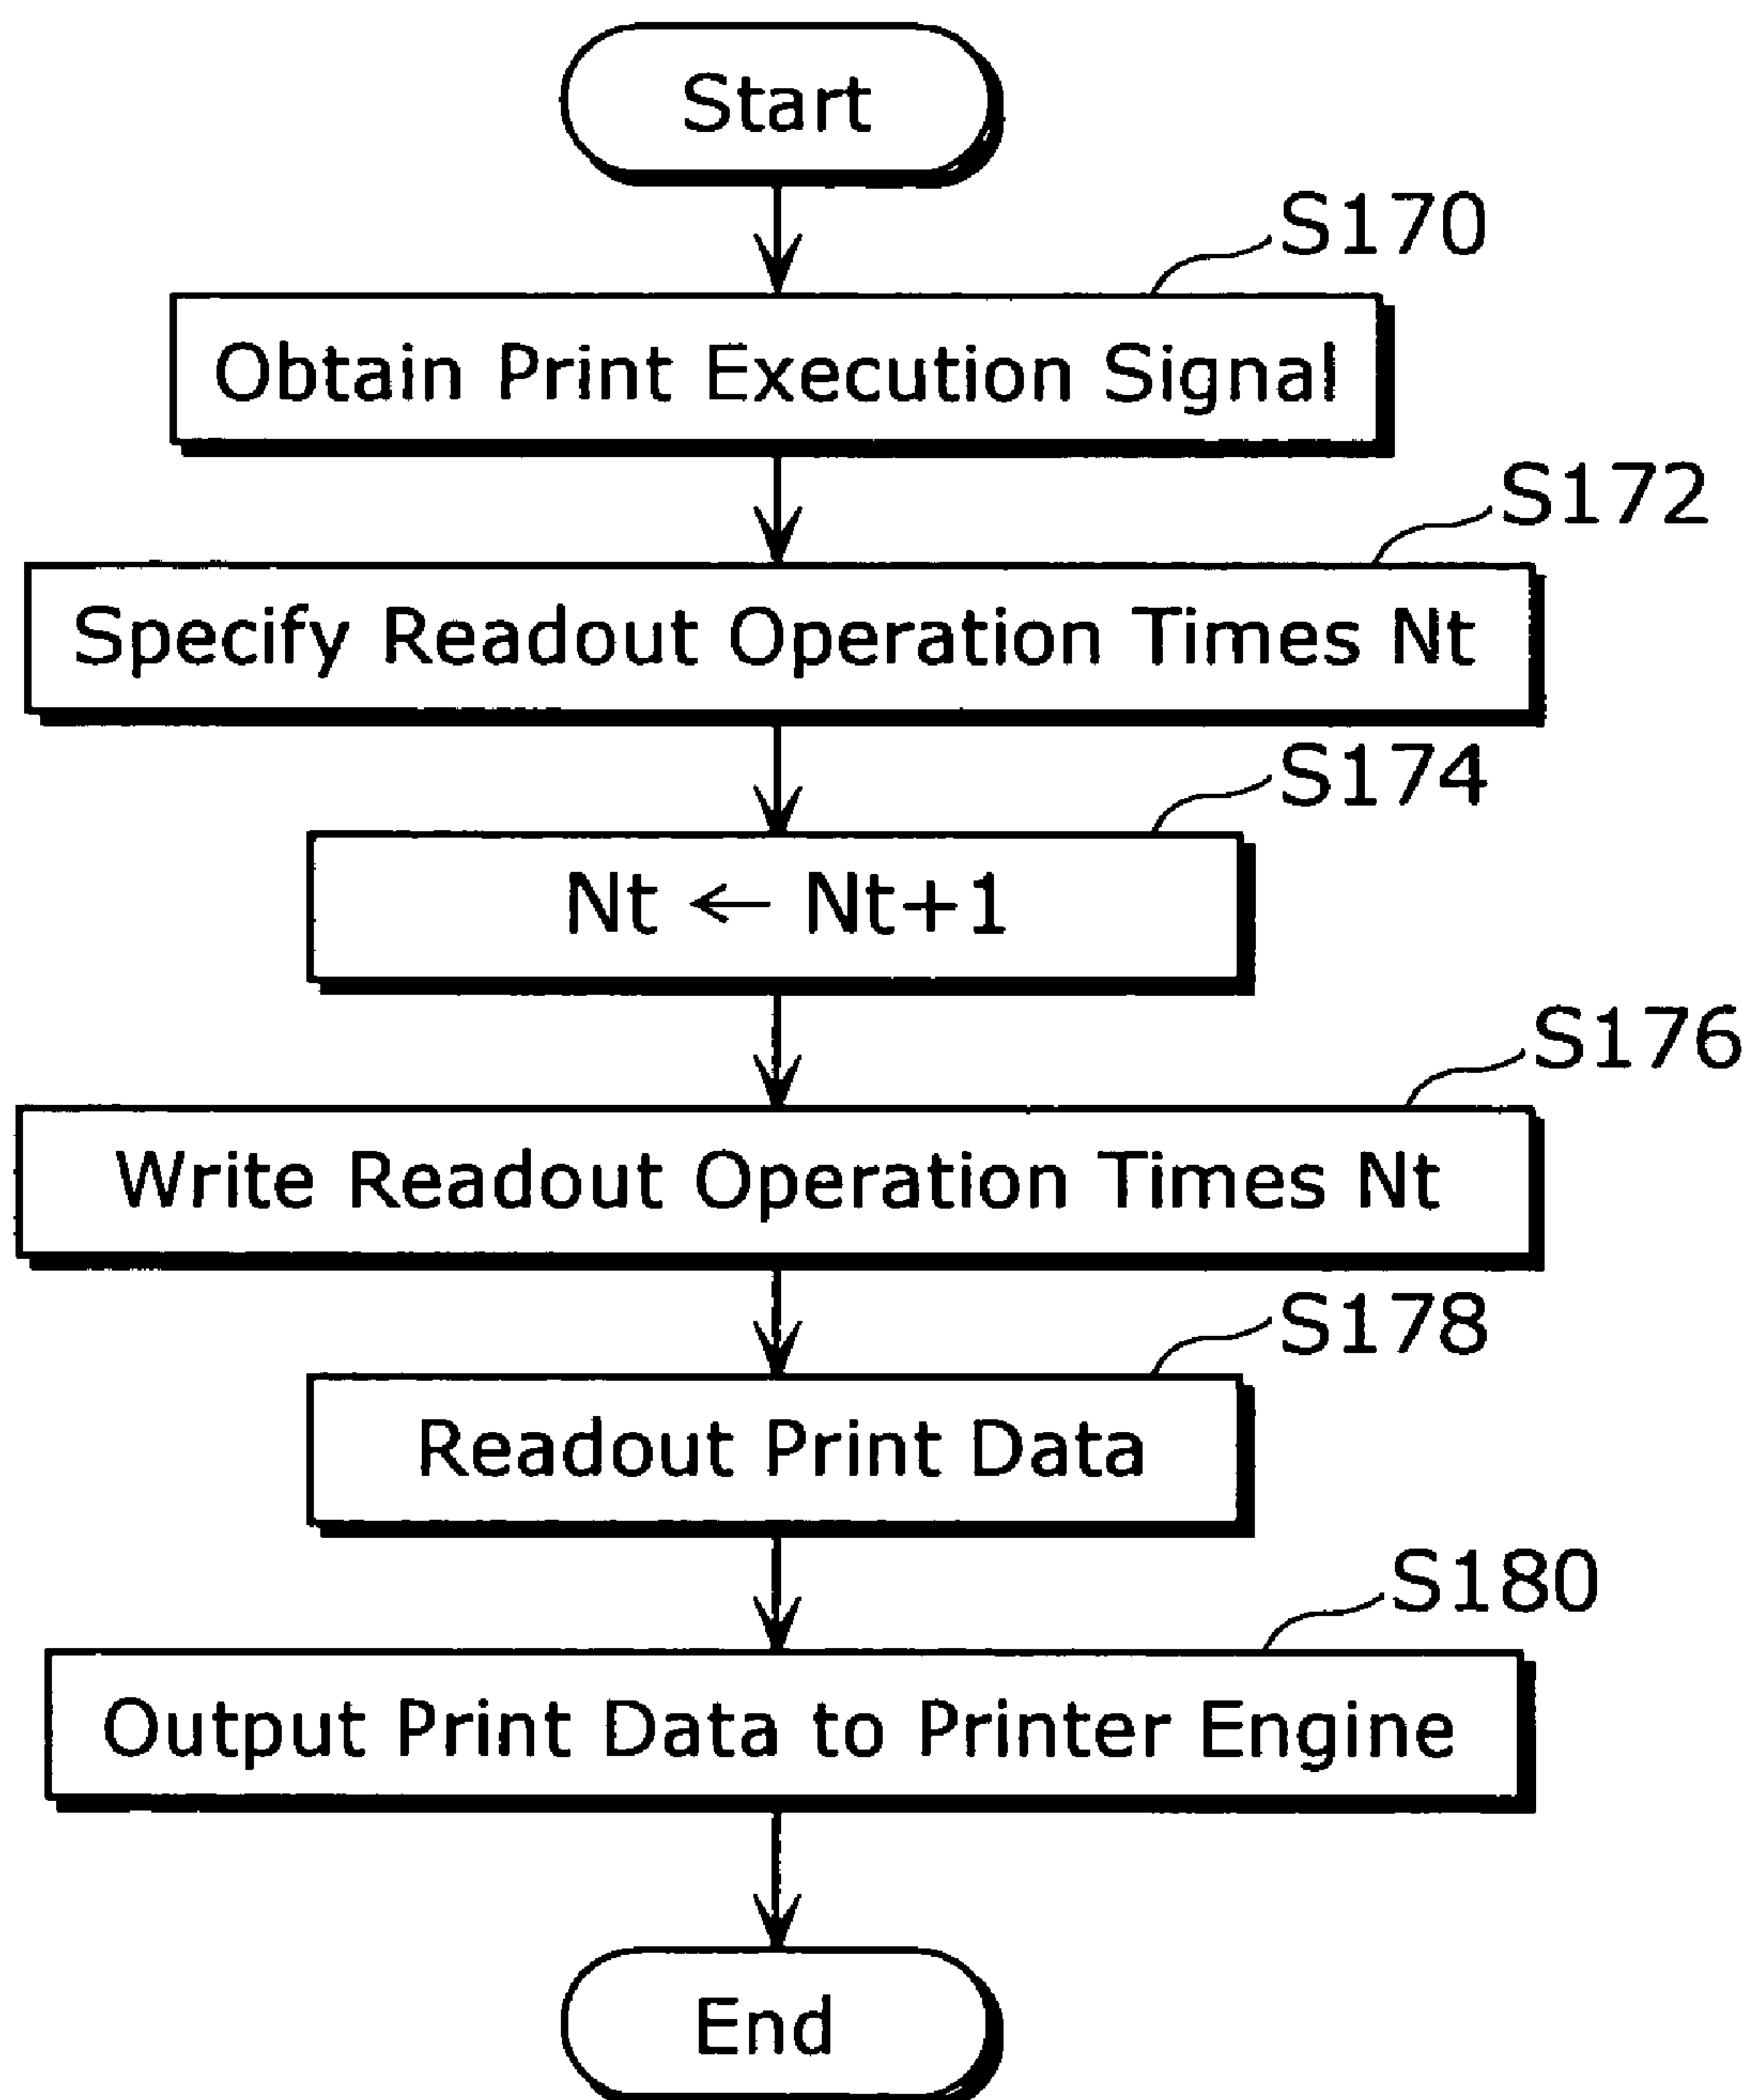 Start
S170
Obtain Print Execution Signal
S172
Specify Readout Operation Times Nt
S174
Nt ← Nt+1
S176
Write Readout Operation Times Nt
S178
Readout Print Data
S180
Output Print Data to Printer Engine
End